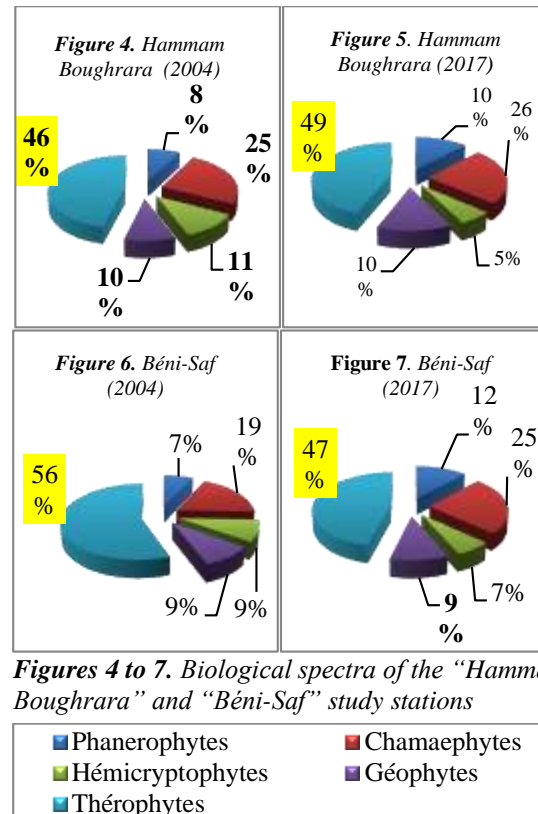 Figure 4. Hammam
Boughrara (2004)
8
%
46
%
25
%
10
%
11
%
Figure 5. Hammam
Boughrara (2017)
10
%
49
%
26
%
10
%
5%
Figure 6. Béni-Saf
(2004)
7%
19
%
56
%
9%
9%
Figure 7. Béni-Saf
(2017)
12
%
47
%
25
%
9
%
7%
Figures 4 to 7. Biological spectra of the “Hamma
Boughrara” and “Béni-Saf” study stations
Phanerophytes
Chamaephytes
Hémicryptophytes
Géophytes
Thérophytes